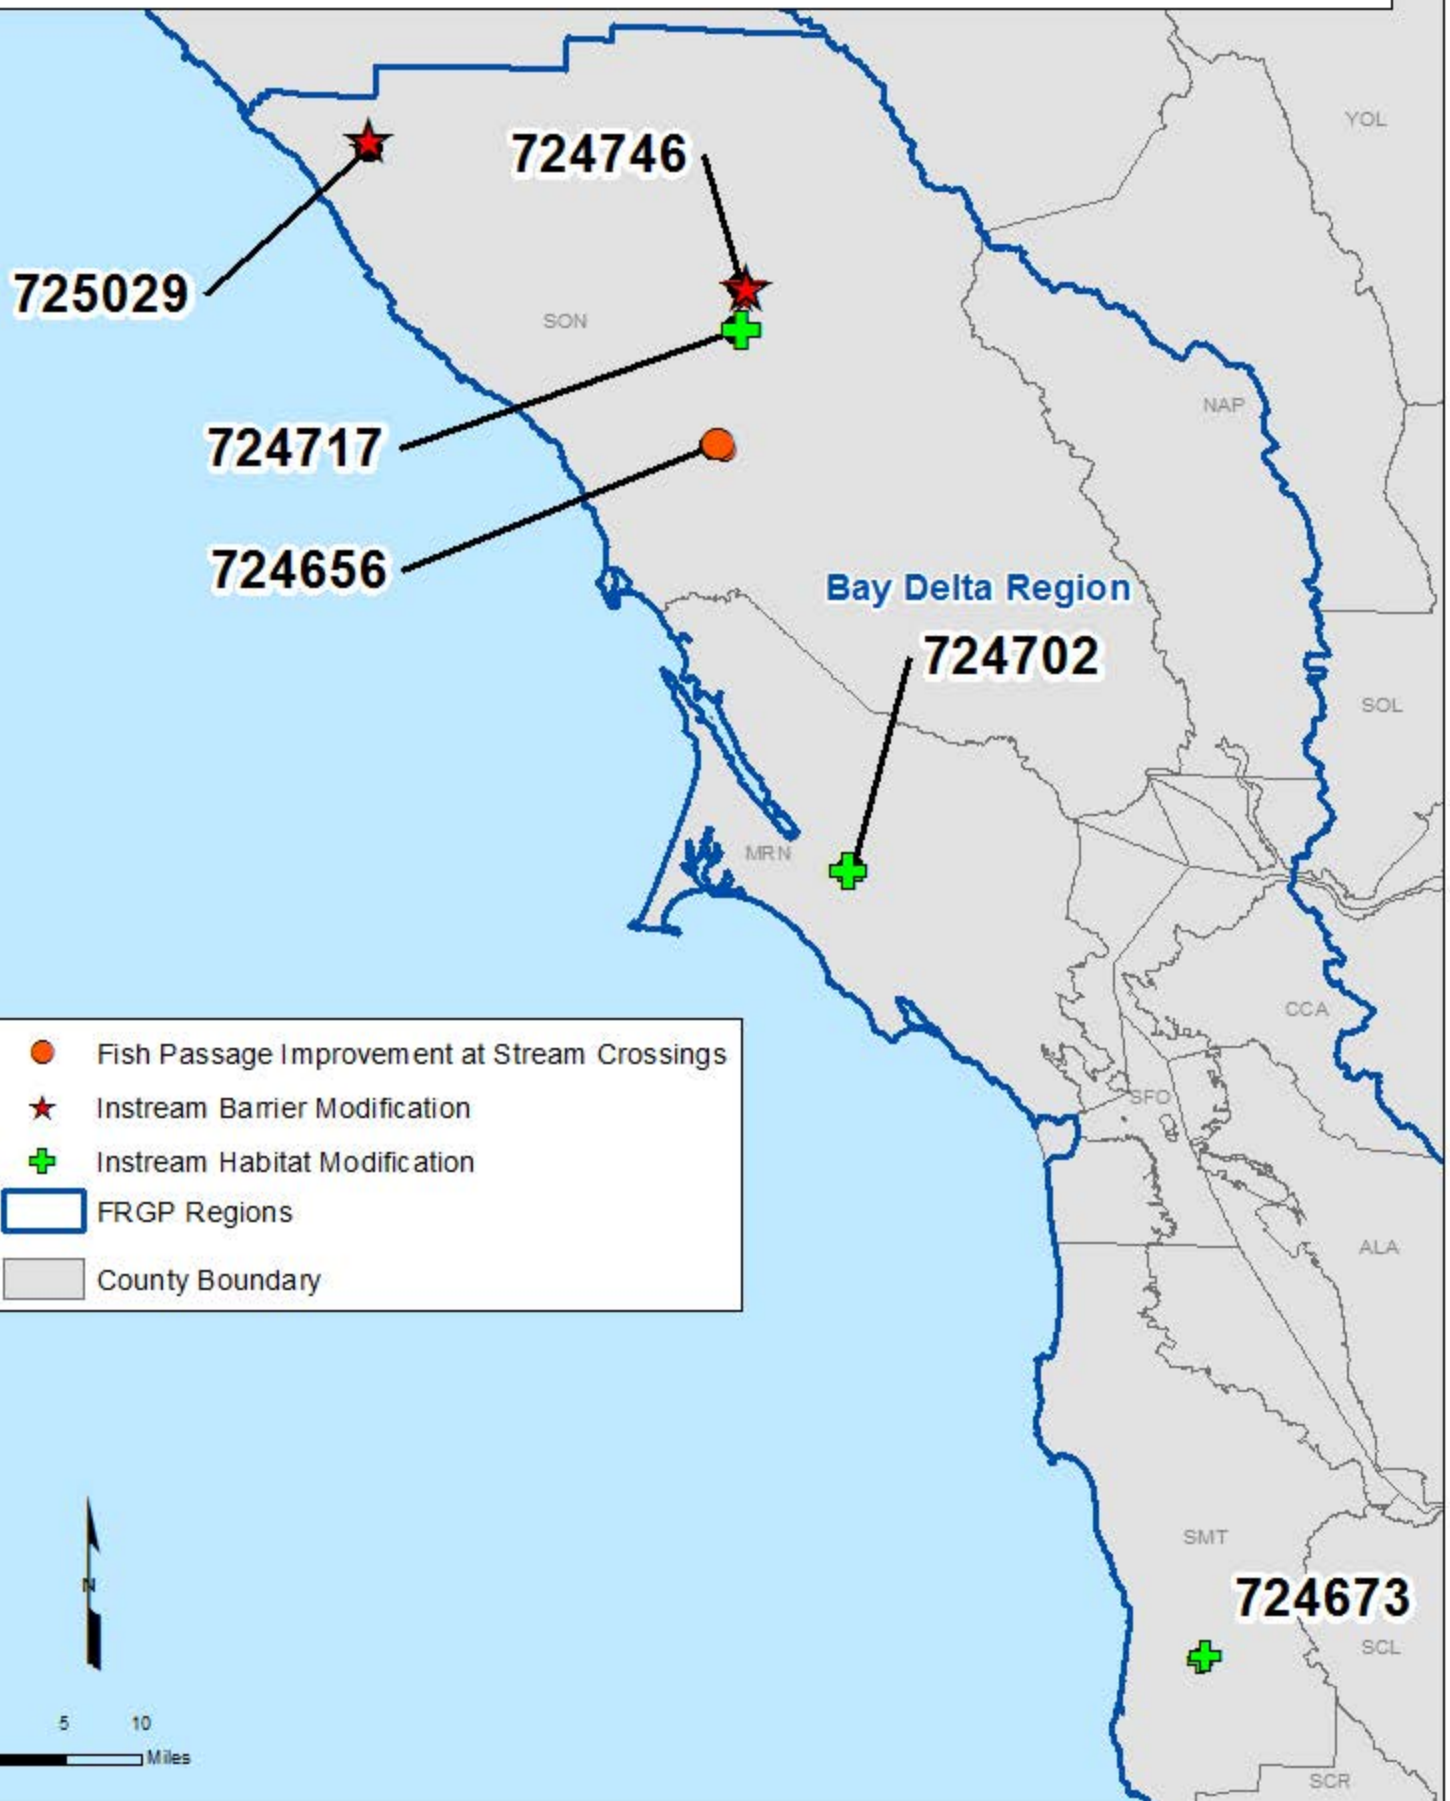 YOL
724746
725029
SON
NAP
724717
724656
Bay Delta Region
724702
SOL
MRN
CCA
Fish Passage Improvement at Stream Crossings
Instream Barrier Modification
SFO
Instream Habitat Modification
FRGP Regions
ALA
County Boundary
SMT
N
724673
SCL
5 10
Miles
SCR